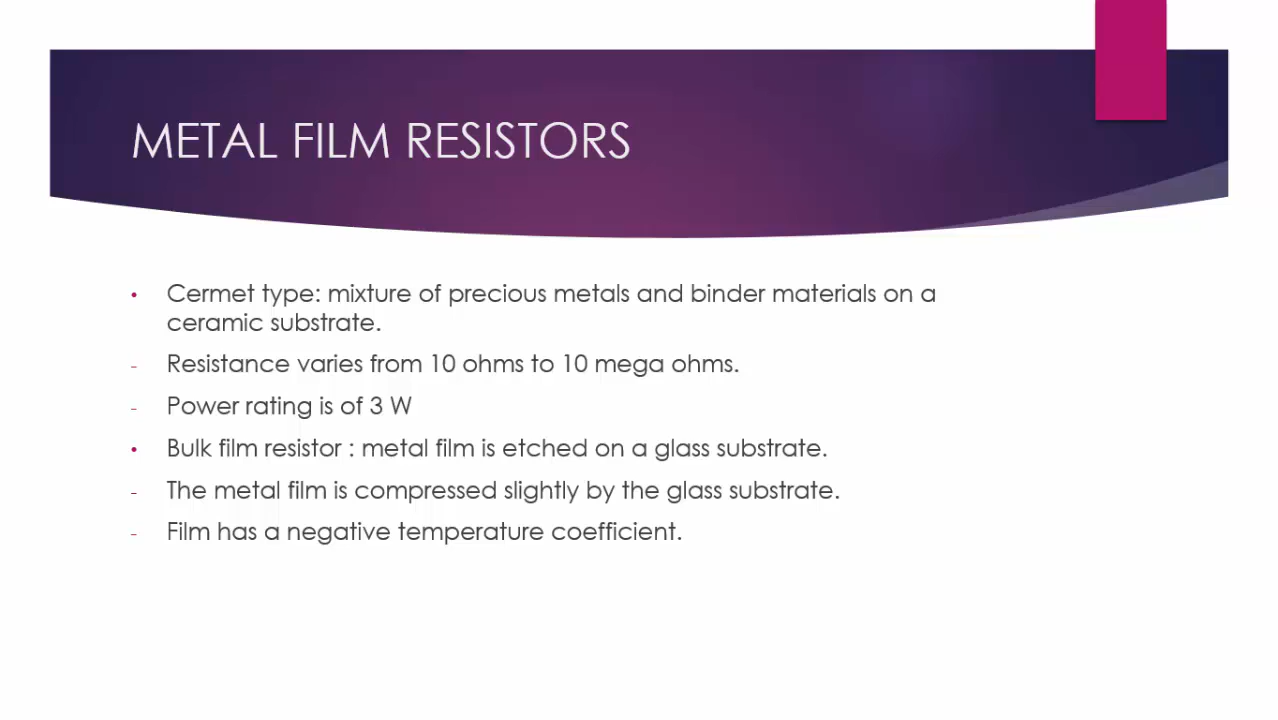 METAL FILM RESISTORS
• Cermet type: mixture of precious metals and binder materials on a
ceramic substrate.
- Resistance varies from 10 ohms to 10 mega ohms.
- Power rating is of 3 W
• Bulk film resistor : metal film is etched on a glass substrate.
- The metal film is compressed slightly by the glass substrate.
- Film has a negative temperature coefficient.